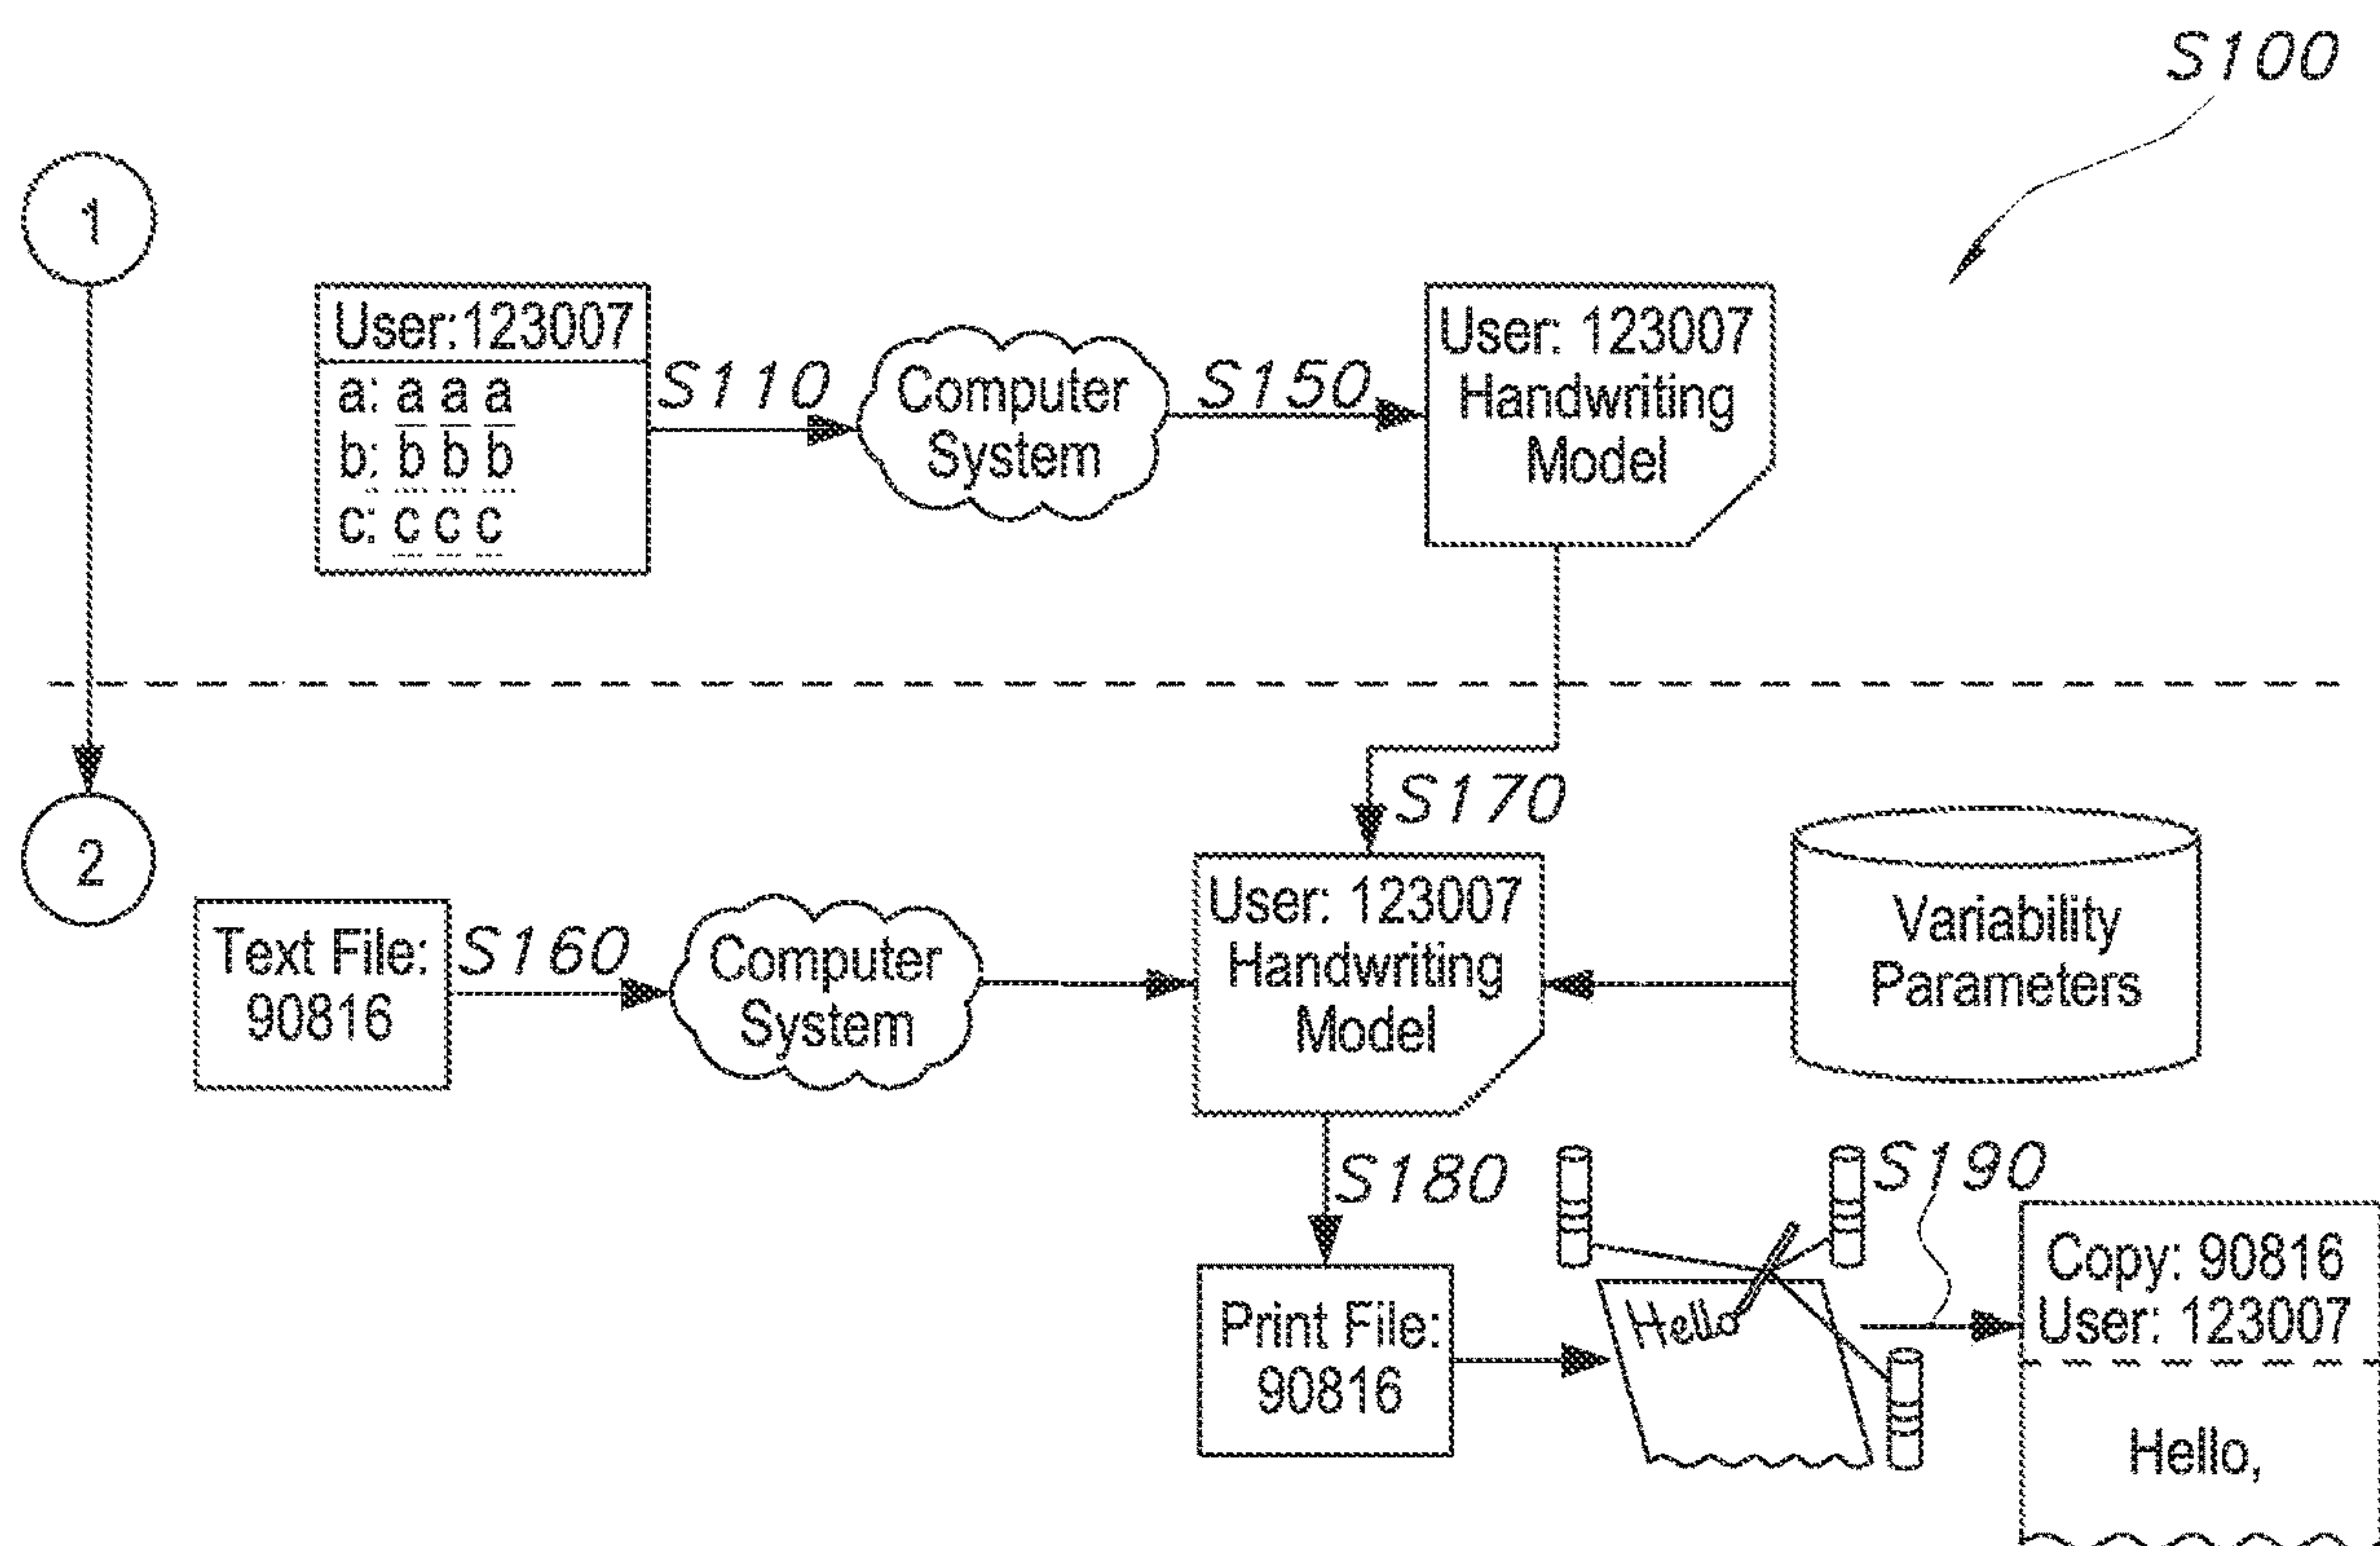 S100
1
User:123007
a: a a a
b: b b b
c: c c c
S110
Computer
System
S150
User: 123007
Handwriting
Model
2
S170
Text File:
90816
S160
Computer
System
User: 123007
Handwriting
Model
Variability
Parameters
S180
S190
Print File:
90816
Hello
Copy: 90816
User: 123007
Hello,